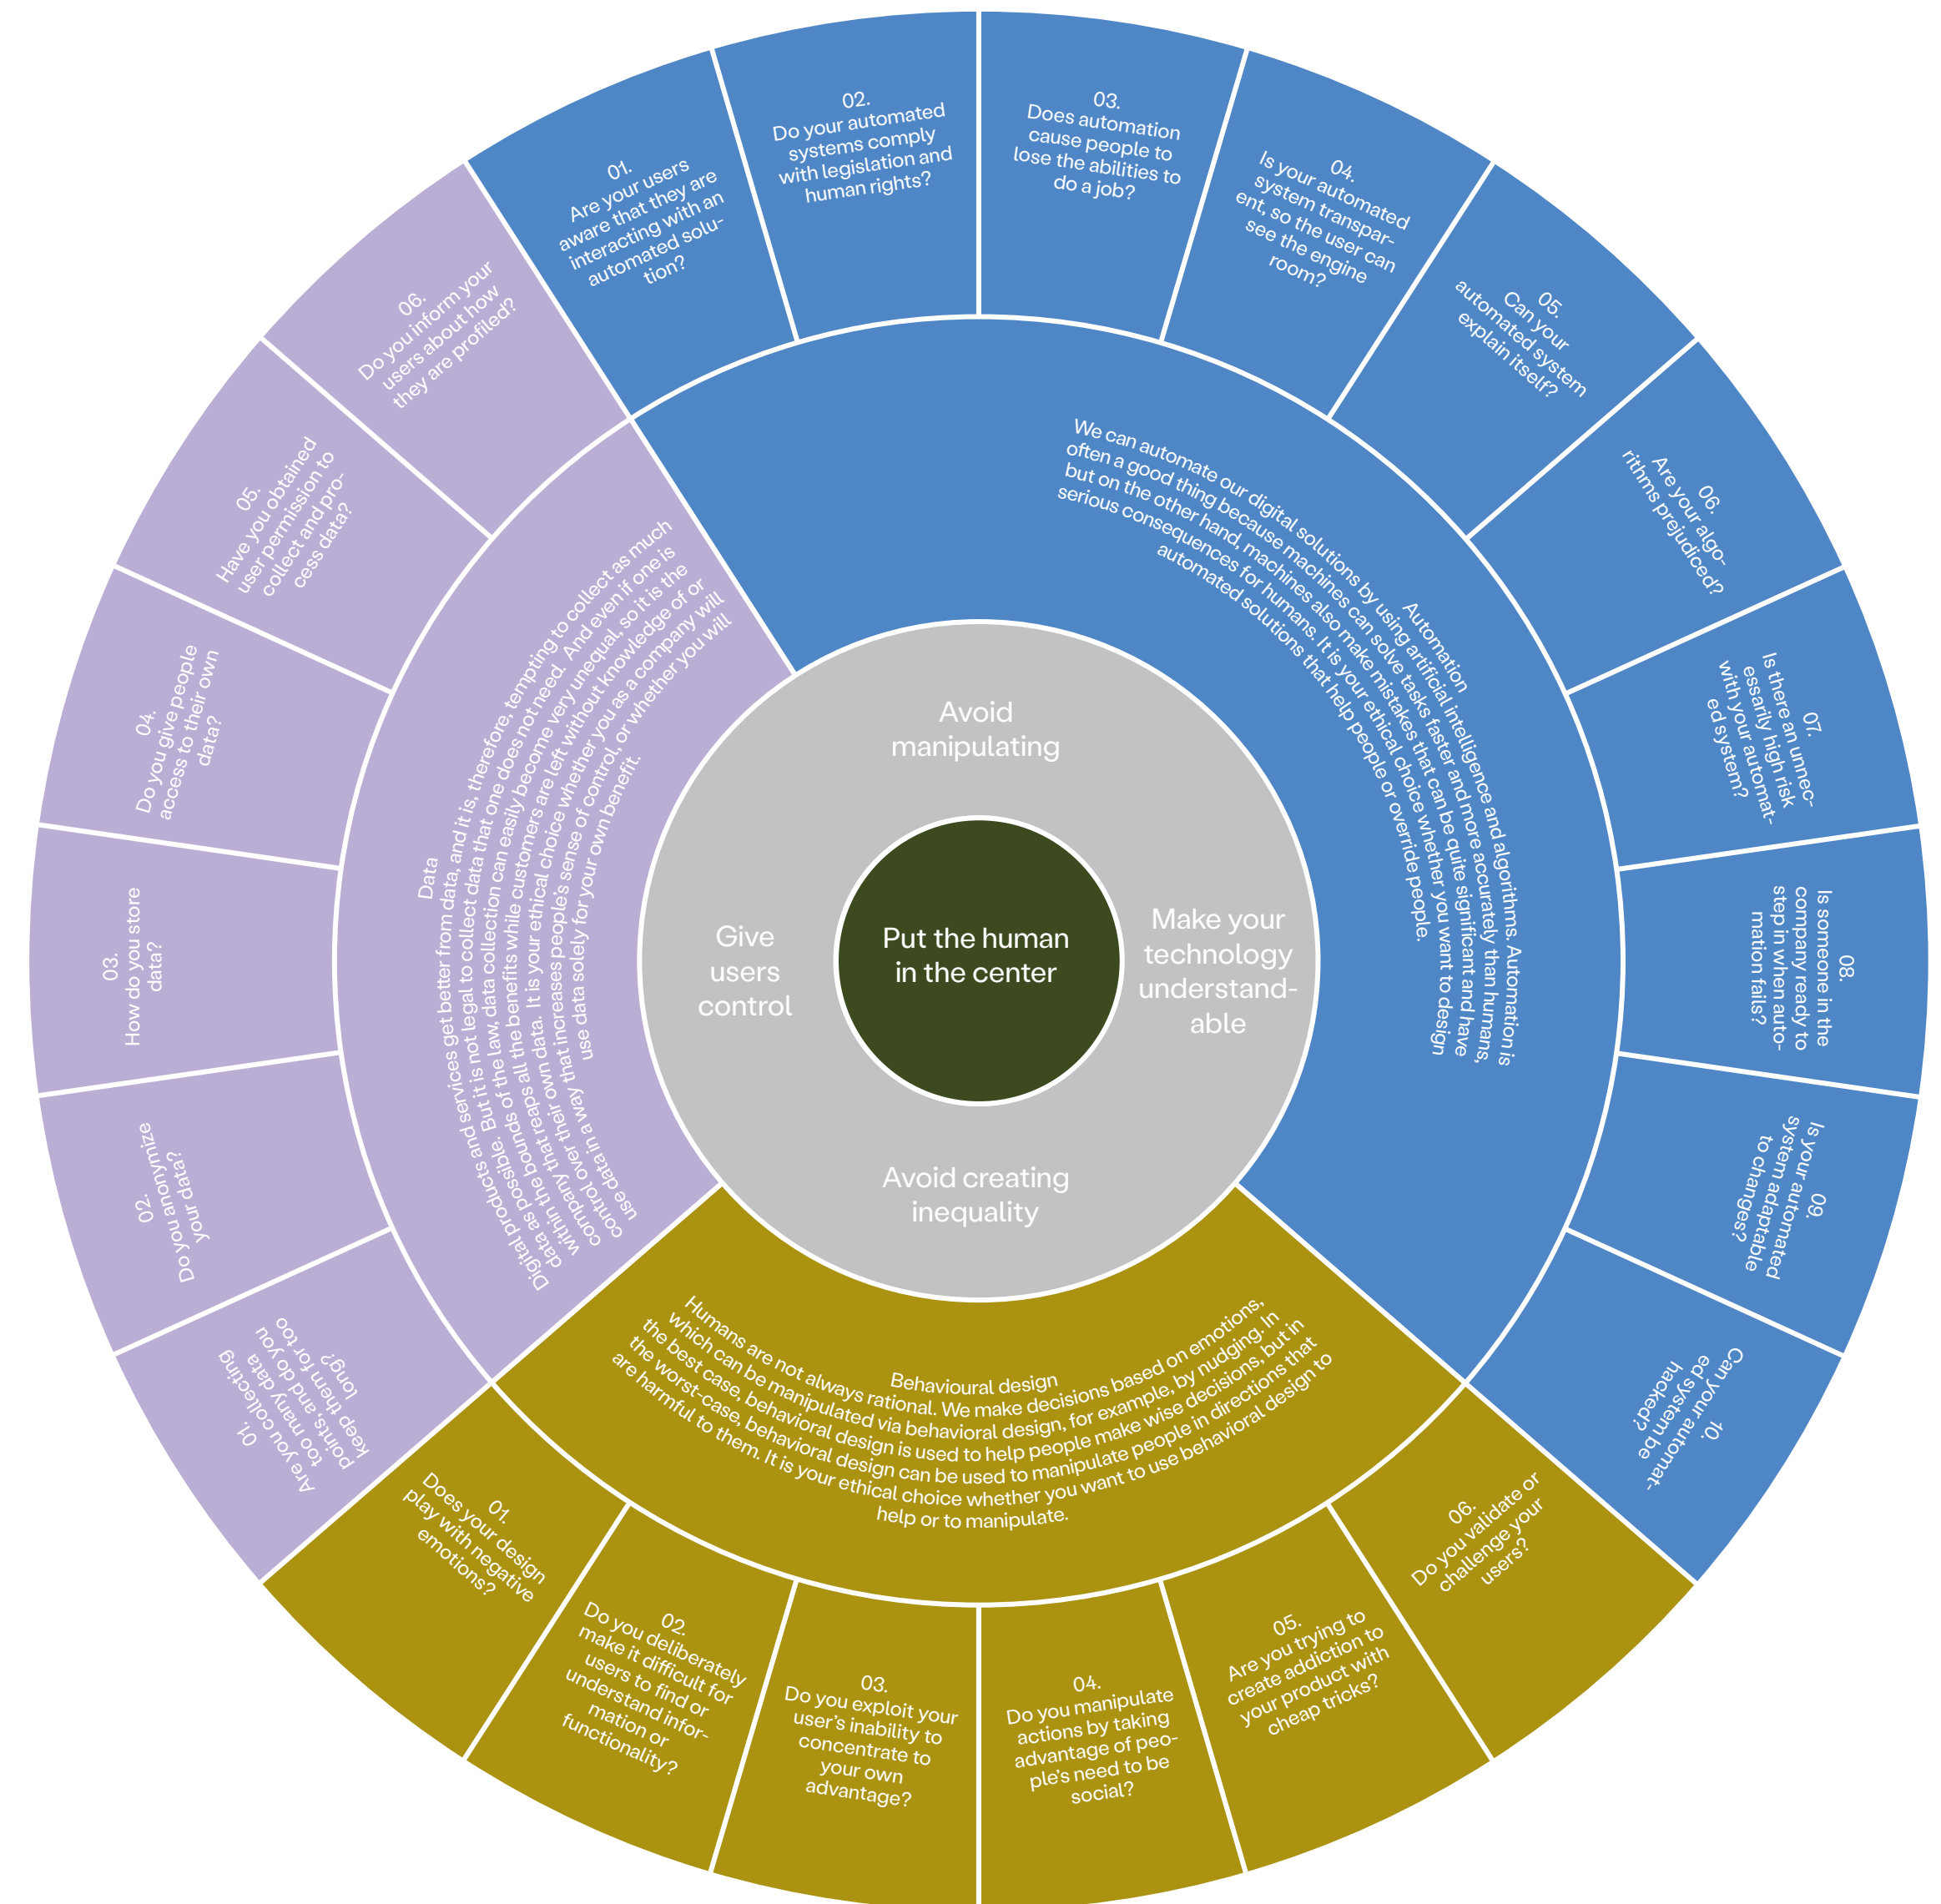 Put the human
in the center
Avoid
manipulating
Make your
technology
understand-
able
Avoid creating
inequality
Give
users
control
Automation
We can automate our digital solutions by using artificial intelligence and algorithms. Automation is
often a good thing because machines can solve tasks faster and more accurately than humans,
but on the other hand, machines also make mistakes that can be quite significant and have
serious consequences for humans. It is your ethical choice whether you want to design
automated solutions that help people or override people.
01.
Are your users
aware that they are
interacting with an
automated solu-
tion?
02.
Do your automated
systems comply
with legislation and
human rights?
03.
Does automation
cause people to
lose the abilities to
do a job?
04.
Is your automated
system transpar-
ent, so the user can
see the engine
room?
05.
Can your
automated system
explain itself?
06.
Are your algo-
rithms prejudiced?
07.
Is there an unnec-
essarily high risk
with your automat-
ed system?
08.
Is someone in the
company ready to
step in when auto-
mation fails?
09.
Is your automated
system adaptable
to changes?
10.
Can your automat-
ed system be
hacked?
Behavioural design
Humans are not always rational. We make decisions based on emotions,
which can be manipulated via behavioral design, for example, by nudging. In
the best case, behavioral design is used to help people make wise decisions, but in
the worst-case, behavioral design can be used to manipulate people in directions that
are harmful to them. It is your ethical choice whether you want to use behavioral design to
help or to manipulate.
01.
Does your design
play with negative
emotions?
02.
Do you deliberately
make it difficult for
users to find or
understand infor-
mation or
functionality?
03.
Do you exploit your
user’s inability to
concentrate to
your own
advantage?
04.
Do you manipulate
actions by taking
advantage of peo-
ple’s need to be
social?
05.
Are you trying to
create addiction to
your product with
cheap tricks?
06.
Do you validate or
challenge your
users?
Data
Digital products and services get better from data, and it is, therefore, tempting to collect as much
data as possible. But it is not legal to collect data that one does not need. And even if one is
within the bounds of the law, data collection can easily become very unequal, so it is the
company that reaps all the benefits while customers are left without knowledge of or
control over their own data. It is your ethical choice whether you as a company will
use data in a way that increases people’s sense of control, or whether you will
use data solely for your own benefit.
01.
Are you collecting
too many data
points and do you
keep them for too
long?
02.
Do you anonymize
your data?
03.
How do you store
data?
04.
Do you give people
access to their own
data?
05.
Have you obtained
user permission to
collect and pro-
cess data?
06.
Do you inform your
users about how
they are profiled?